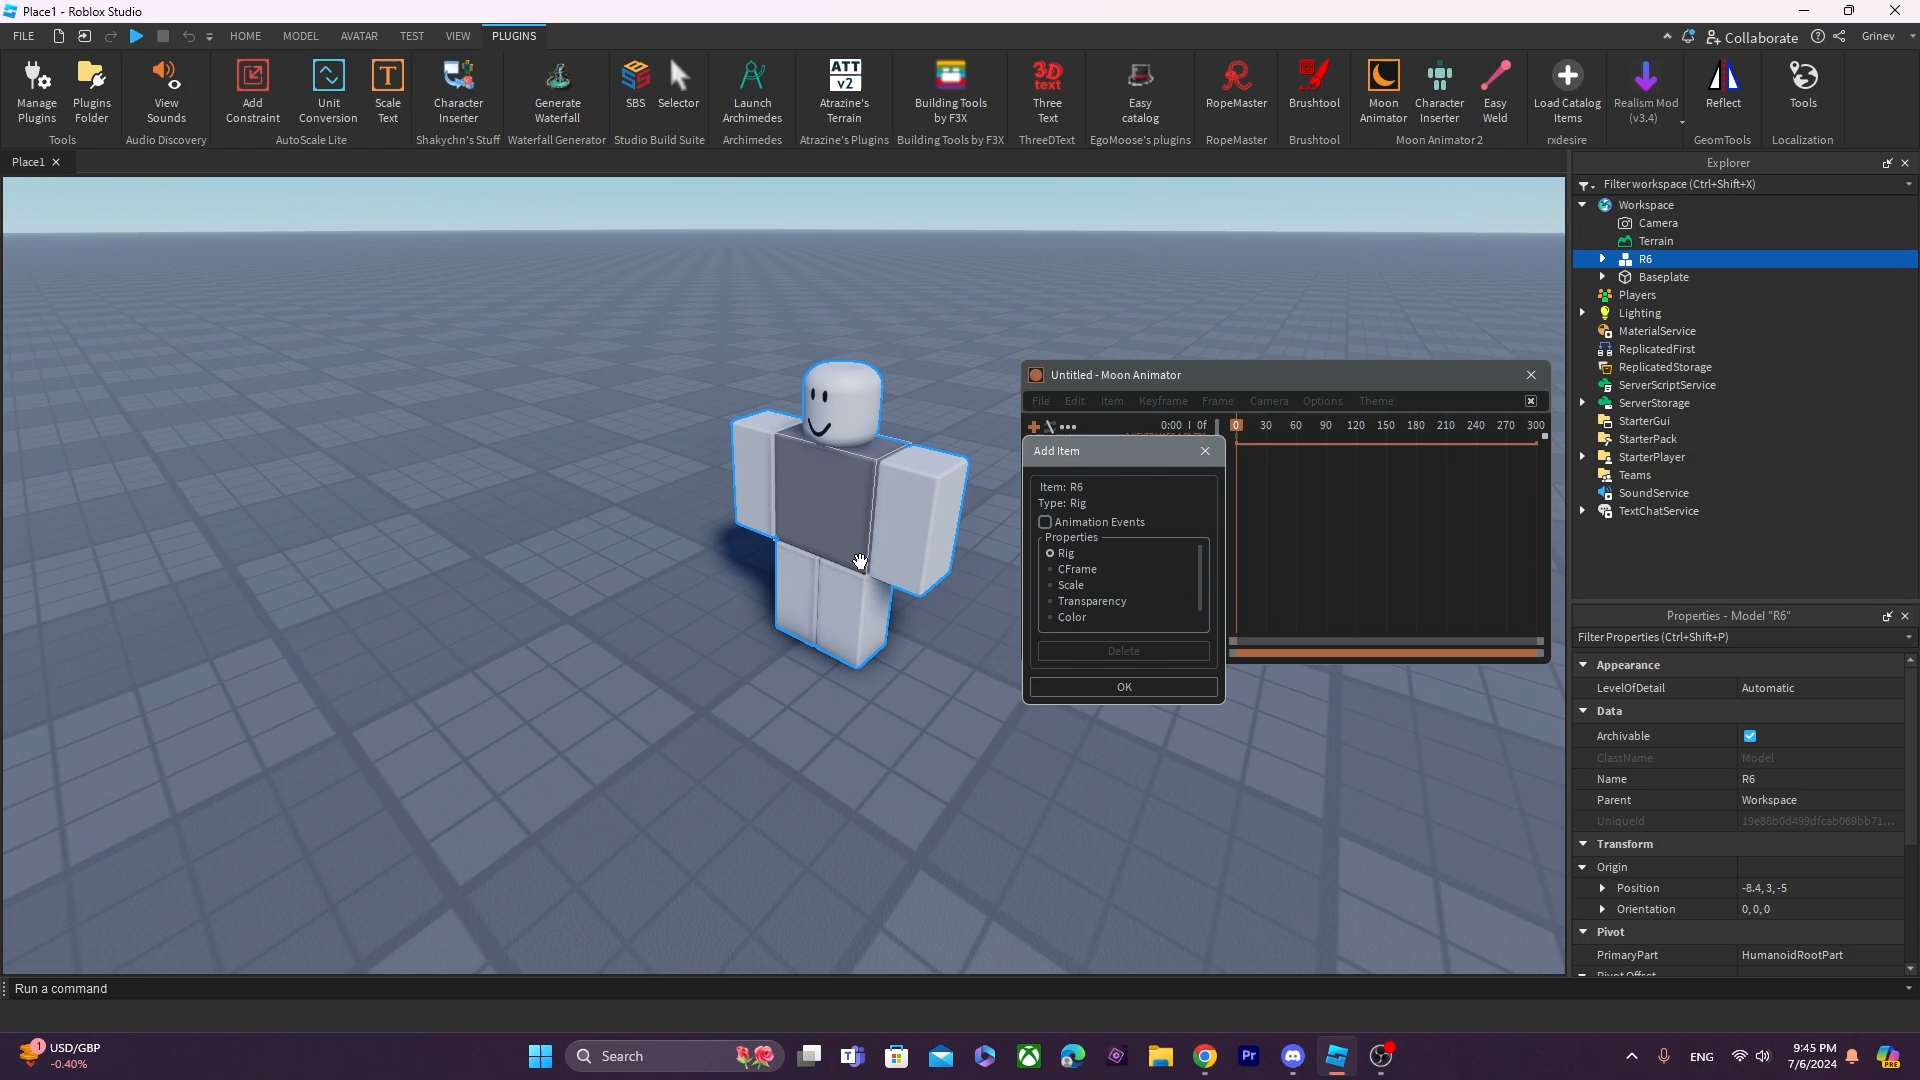 Place1 - Roblox Studio
FILE HOME MODEL AVATAR TEST VIEW PLUGINS Collaborate Grinev
Manage Plugins
Plugins Folder
Tools
View Sounds
Audio Discovery
Add Constraint
Unit Conversion
Scale Text
AutoScale Lite
Character Inserter
Shakychn's Stuff
Generate Waterfall
Waterfall Generator
SBS
Selector
Studio Build Suite
Launch Archimedes
Archimedes
ATT v2
Atrazine's Terrain
Atrazine's Plugins
Building Tools by F3X
Building Tools by F3X
3D text
Three Text
ThreeDText
Easy catalog
EgoMoose's plugins
RopeMaster
RopeMaster
Brushtool
Brushtool
Moon Animator
Character Inserter
Easy Weld
Moon Animator 2
Load Catalog Items
rxdesire
Realism Mod (v3.4)
Reflect
GeomTools
Tools
Localization
Place1
Explorer
Filter workspace (Ctrl+Shift+X)
Workspace
Camera
Terrain
R6
Baseplate
Players
Lighting
MaterialService
ReplicatedFirst
ReplicatedStorage
ServerScriptService
ServerStorage
StarterGui
StarterPack
StarterPlayer
Teams
SoundService
TextChatService
Untitled - Moon Animator
File Edit Item Keyframe Frame Camera Options Theme
0:00 | 0f
0 30 60 90 120 150 180 210 240 270 300
Add Item
Item: R6
Type: Rig
Animation Events
Properties
Rig
CFrame
Scale
Transparency
Color
Delete
OK
Properties - Model "R6"
Filter Properties (Ctrl+Shift+P)
Appearance
LevelOfDetail Automatic
Data
Archivable
ClassName Model
Name R6
Parent Workspace
UniqueId 19e88b0d499dfcab069bb71...
Transform
Origin
Position -8.4, 3, -5
Orientation 0, 0, 0
Pivot
PrimaryPart HumanoidRootPart
Pivot Offset
Run a command
1
USD/GBP
-0.40%
Search
Pr
ENG
9:45 PM
7/6/2024
PRE